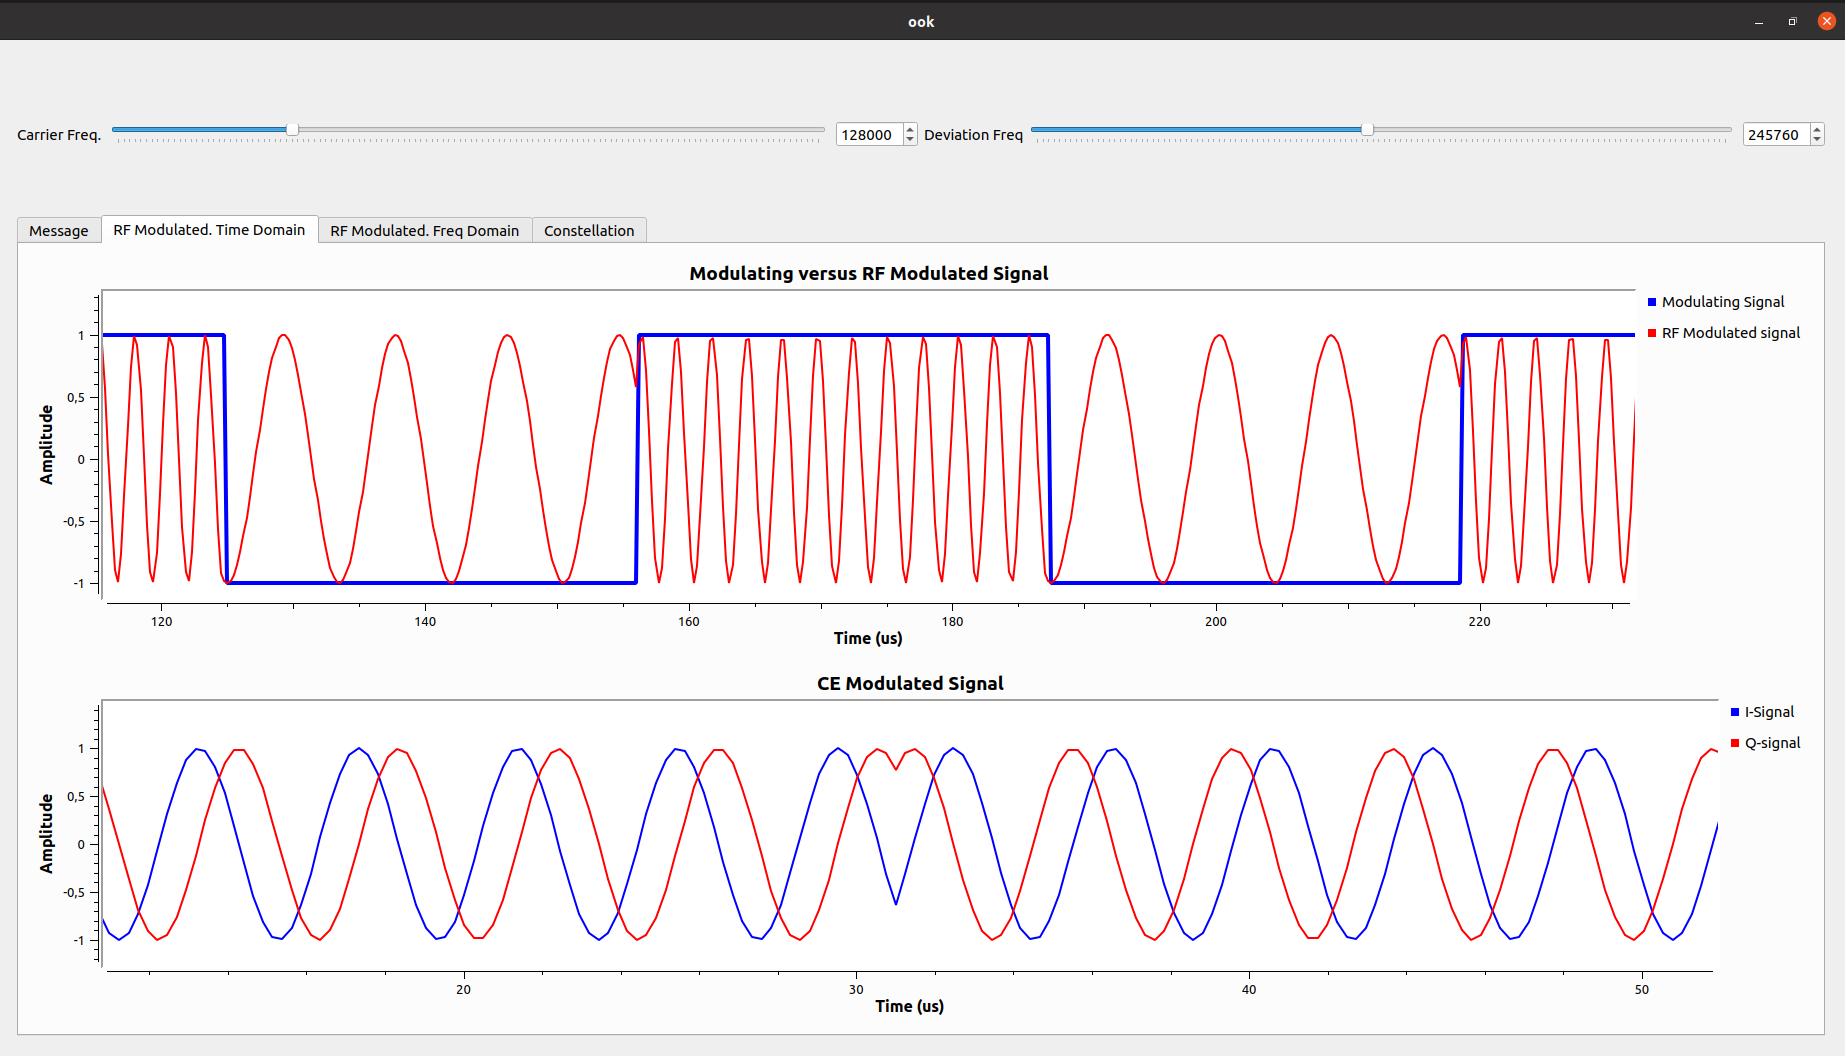 ook
Carrier Freq. 128000 Deviation Freq 245760
Message RF Modulated. Time Domain RF Modulated. Freq Domain Constellation
Modulating versus RF Modulated Signal
Modulating Signal
RF Modulated signal
Amplitude
1
0,5
0
-0,5
-1
120 140 160 180 200 220
Time (us)
CE Modulated Signal
I-Signal
Q-signal
Amplitude
1
0,5
0
-0,5
-1
20 30 40 50
Time (us)